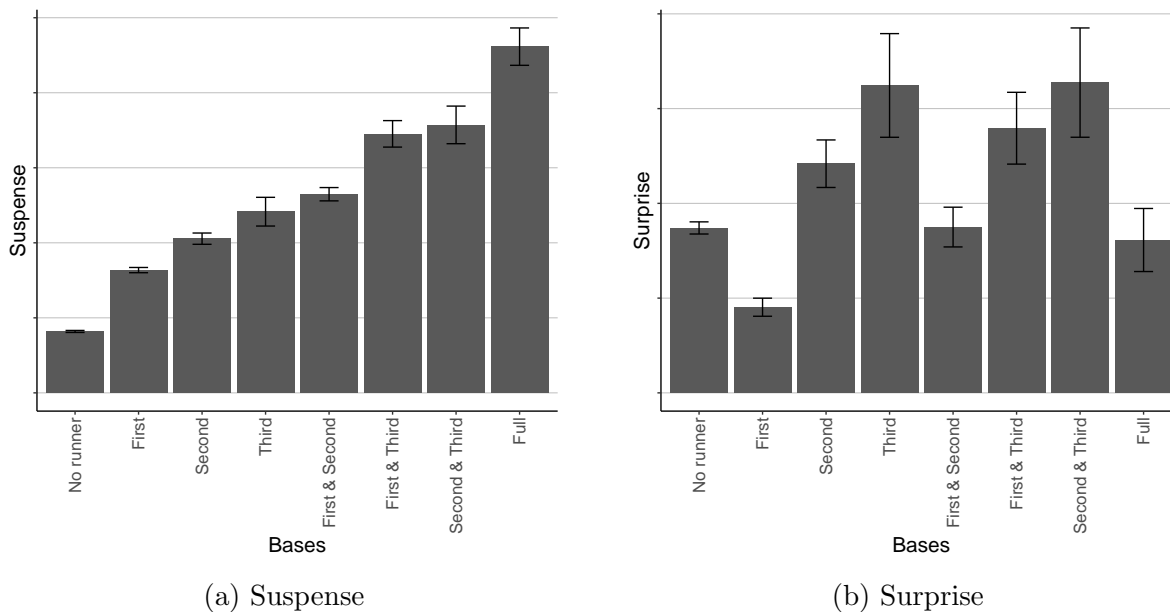 Suspense
No runner
First
Second
Third
First & Second
First & Third
Second & Third
Full
Bases
(a) Suspense
Surprise
No runner
First
Second
Third
First & Second
First & Third
Second & Third
Full
Bases
(b) Surprise